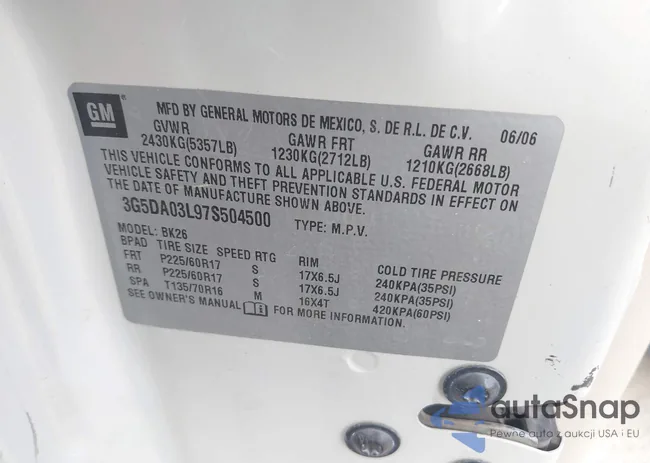 GM
MFD BY GENERAL MOTORS DE MEXICO, S. DE R.L. DE C.V. 06/06
GVWR GAWR FRT GAWR RR
2430KG(5357LB) 1230KG(2712LB) 1210KG(2668LB)
THIS VEHICLE CONFORMS TO ALL APPLICABLE U.S. FEDERAL MOTOR
VEHICLE SAFETY AND THEFT PREVENTION STANDARDS IN EFFECT ON
THE DATE OF MANUFACTURE SHOWN ABOVE.
3G5DA03L97S504500 TYPE: M.P.V.
MODEL: BK26
BPAD TIRE SIZE SPEED RTG RIM COLD TIRE PRESSURE
FRT P225/60R17 S 17X6.5J 240KPA(35PSI)
RR P225/60R17 S 17X6.5J 240KPA(35PSI)
SPA T135/70R16 M 16X4T 420KPA(60PSI)
SEE OWNER'S MANUAL FOR MORE INFORMATION.
autoSnap
Pewne auto z aukcji USA i EU